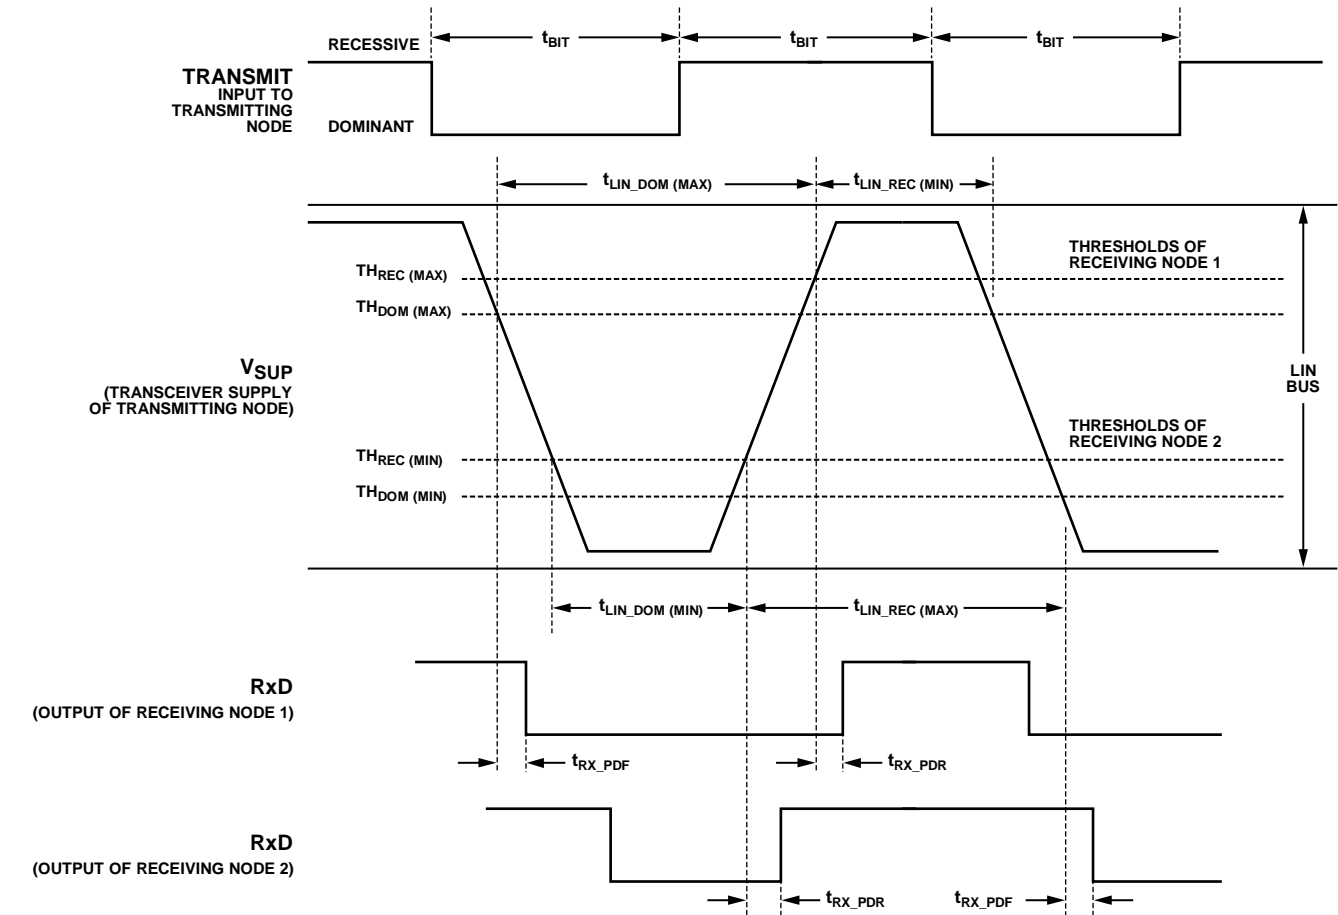 tBIT tBIT tBIT
RECESSIVE
TRANSMIT
INPUT TO
TRANSMITTING
NODE
DOMINANT
tLIN_DOM (MAX) tLIN_REC (MIN)
THRESHOLDS OF
RECEIVING NODE 1
THREC (MAX)
THDOM (MAX)
VSUP
(TRANSCEIVER SUPPLY
OF TRANSMITTING NODE)
LIN
BUS
THRESHOLDS OF
RECEIVING NODE 2
THREC (MIN)
THDOM (MIN)
tLIN_DOM (MIN) tLIN_REC (MAX)
RxD
(OUTPUT OF RECEIVING NODE 1)
tRX_PDF tRX_PDR
RxD
(OUTPUT OF RECEIVING NODE 2)
tRX_PDR tRX_PDF